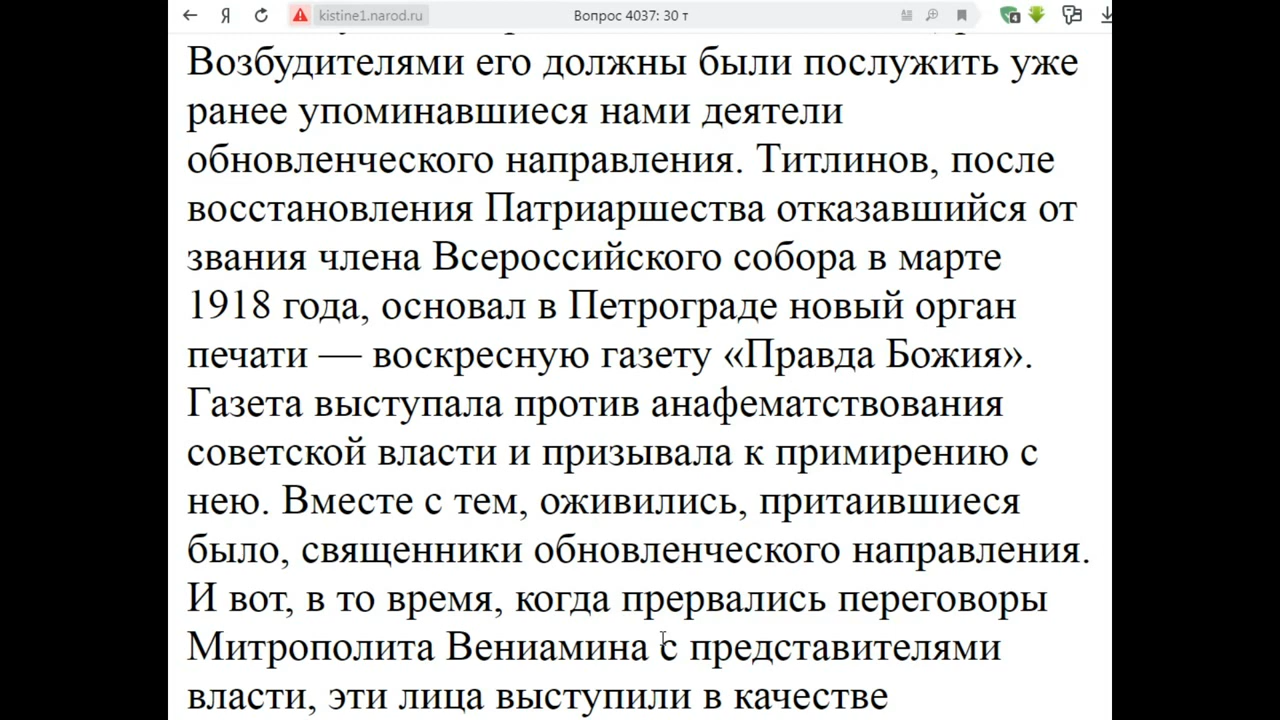 Я
kistine1.narod.ru
Вопрос 4037: 30 т
4
Возбудителями его должны были послужить уже
ранее упоминавшиеся нами деятели
обновленческого направления. Титлинов, после
восстановления Патриаршества отказавшийся от
звания члена Всероссийского собора в марте
1918 года, основал в Петрограде новый орган
печати — воскресную газету «Правда Божия».
Газета выступала против анафематствования
советской власти и призывала к примирению с
нею. Вместе с тем, оживились, притаившиеся
было, священники обновленческого направления.
И вот, в то время, когда прервались переговоры
Митрополита Вениамина с представителями
власти, эти лица выступили в качестве